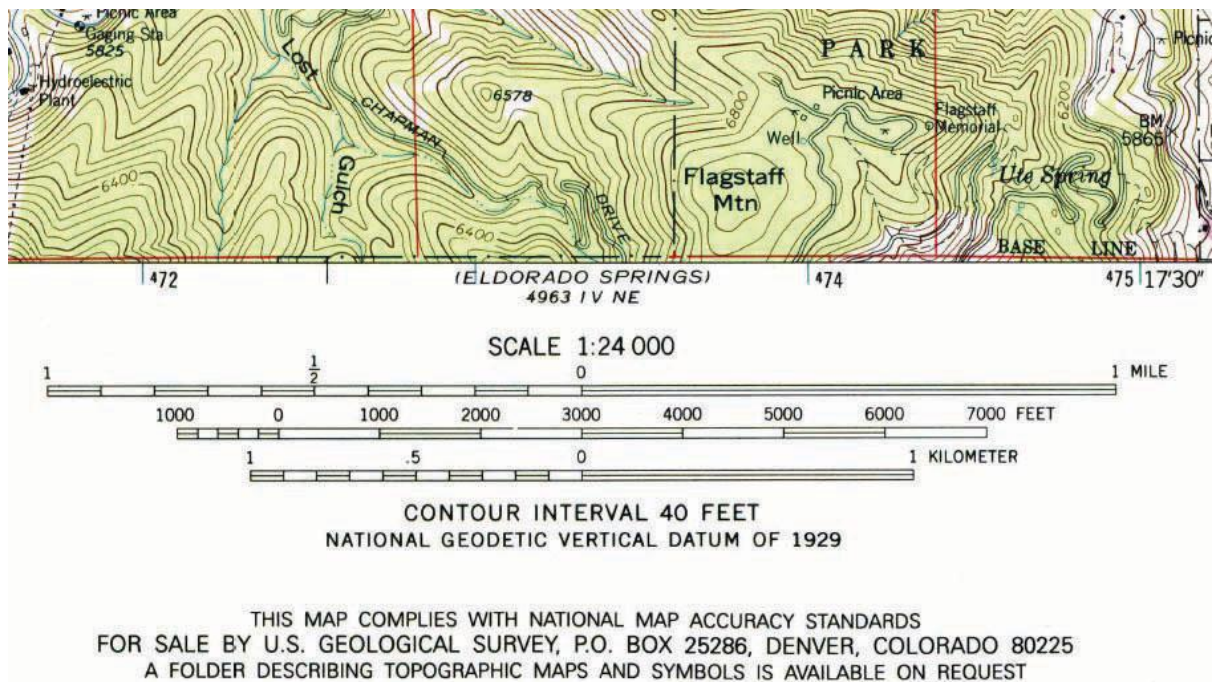 Picnic Area
Gaging Sta
5825
Hydroelectric
Plant
Lost
Gulch
CHAPMAN
DRIVE
6578
6400
6400
PARK
6800
Picnic Area
Well
Flagstaff
Memorial
6200
Picnic
BM
5865
Flagstaff
Mtn
Ute Spring
BASE LINE
⁴72
(ELDORADO SPRINGS)
4963 IV NE
⁴74
⁴75
17'30"
SCALE 1:24 000
1 ½ 0 1 MILE
1000 0 1000 2000 3000 4000 5000 6000 7000 FEET
1 .5 0 1 KILOMETER
CONTOUR INTERVAL 40 FEET
NATIONAL GEODETIC VERTICAL DATUM OF 1929
THIS MAP COMPLIES WITH NATIONAL MAP ACCURACY STANDARDS
FOR SALE BY U.S. GEOLOGICAL SURVEY, P.O. BOX 25286, DENVER, COLORADO 80225
A FOLDER DESCRIBING TOPOGRAPHIC MAPS AND SYMBOLS IS AVAILABLE ON REQUEST